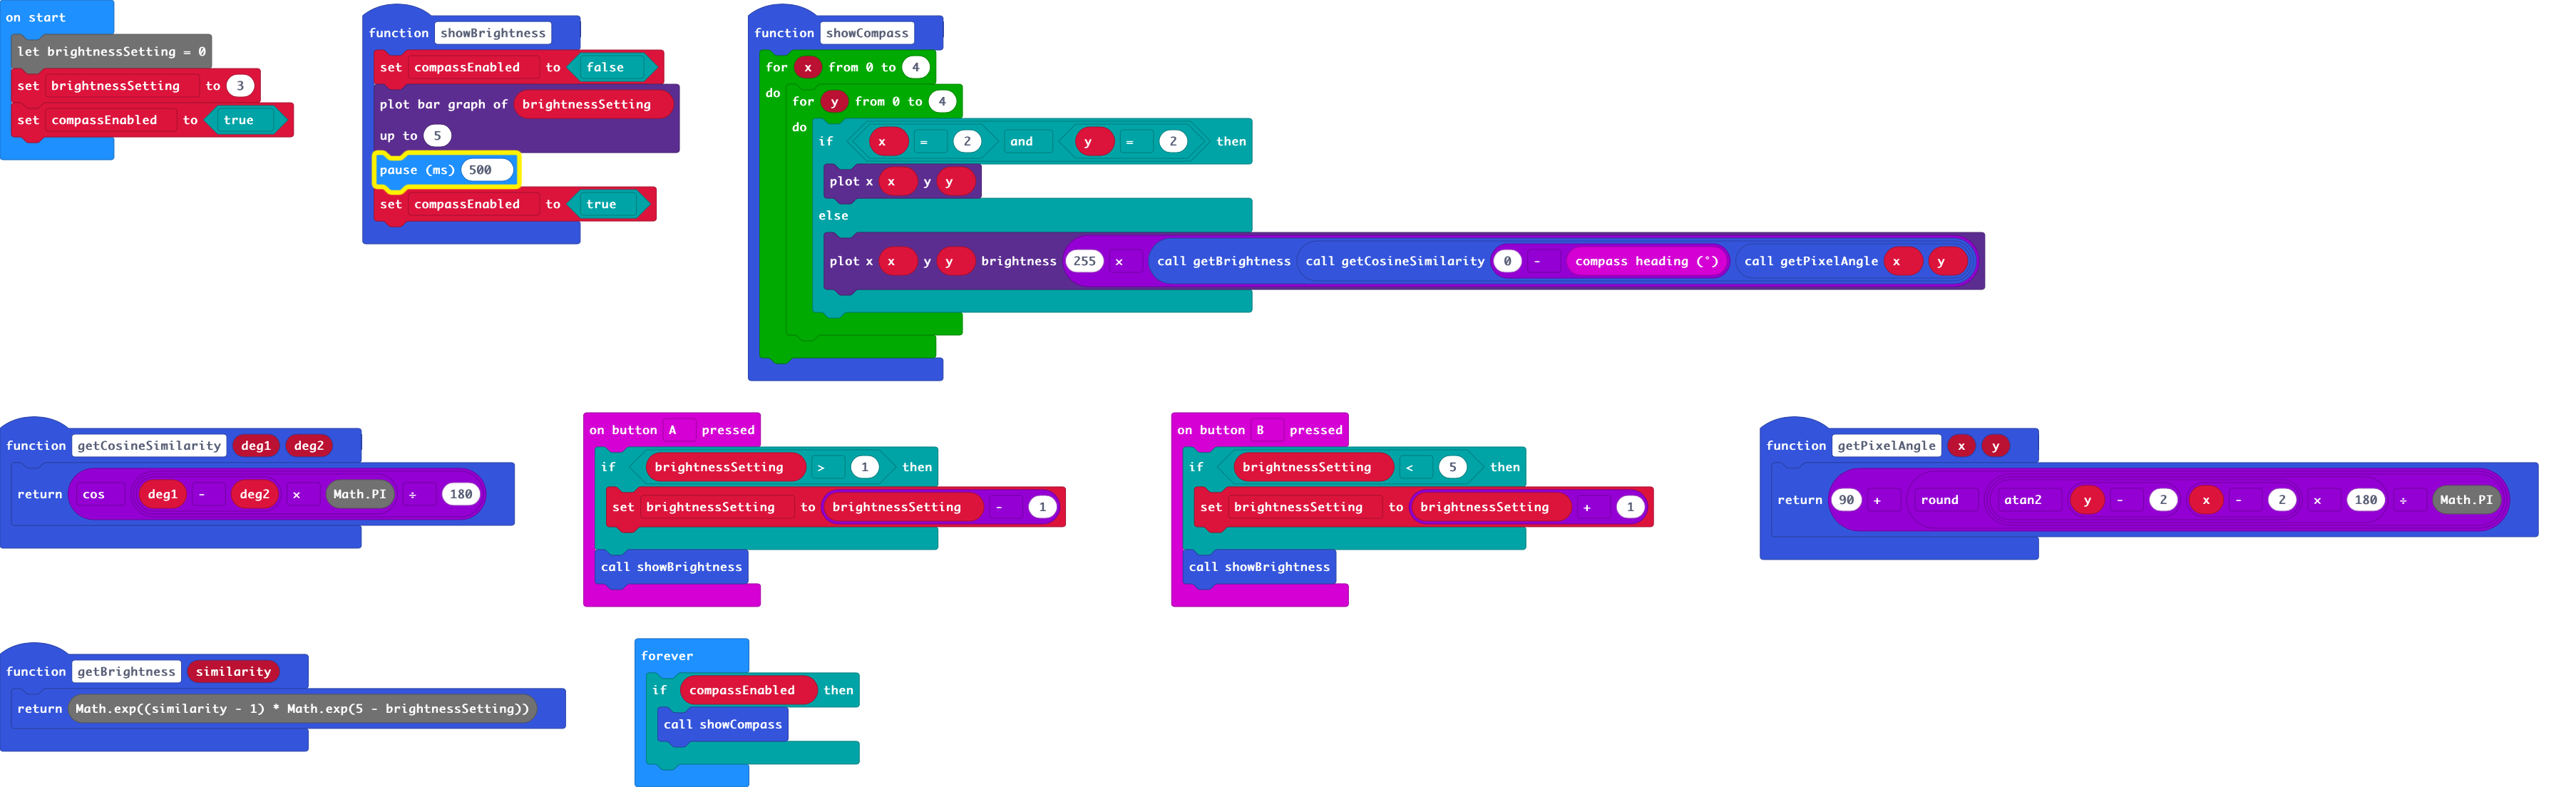 on start
let brightnessSetting = 0
set brightnessSetting to 3
set compassEnabled to true
function showBrightness
set compassEnabled to false
plot bar graph of brightnessSetting
up to 5
pause (ms) 500
set compassEnabled to true
function showCompass
for x from 0 to 4
do for y from 0 to 4
do if x = 2 and y = 2 then
plot x x y y
else
plot x x y y brightness 255 × call getBrightness call getCosineSimilarity 0 - compass heading (°) call getPixelAngle x y
function getCosineSimilarity deg1 deg2
return cos deg1 - deg2 × Math.PI ÷ 180
on button A pressed
if brightnessSetting > 1 then
set brightnessSetting to brightnessSetting - 1
call showBrightness
on button B pressed
if brightnessSetting < 5 then
set brightnessSetting to brightnessSetting + 1
call showBrightness
function getPixelAngle x y
return 90 + round atan2 y - 2 x - 2 × 180 ÷ Math.PI
function getBrightness similarity
return Math.exp((similarity - 1) * Math.exp(5 - brightnessSetting))
forever
if compassEnabled then
call showCompass